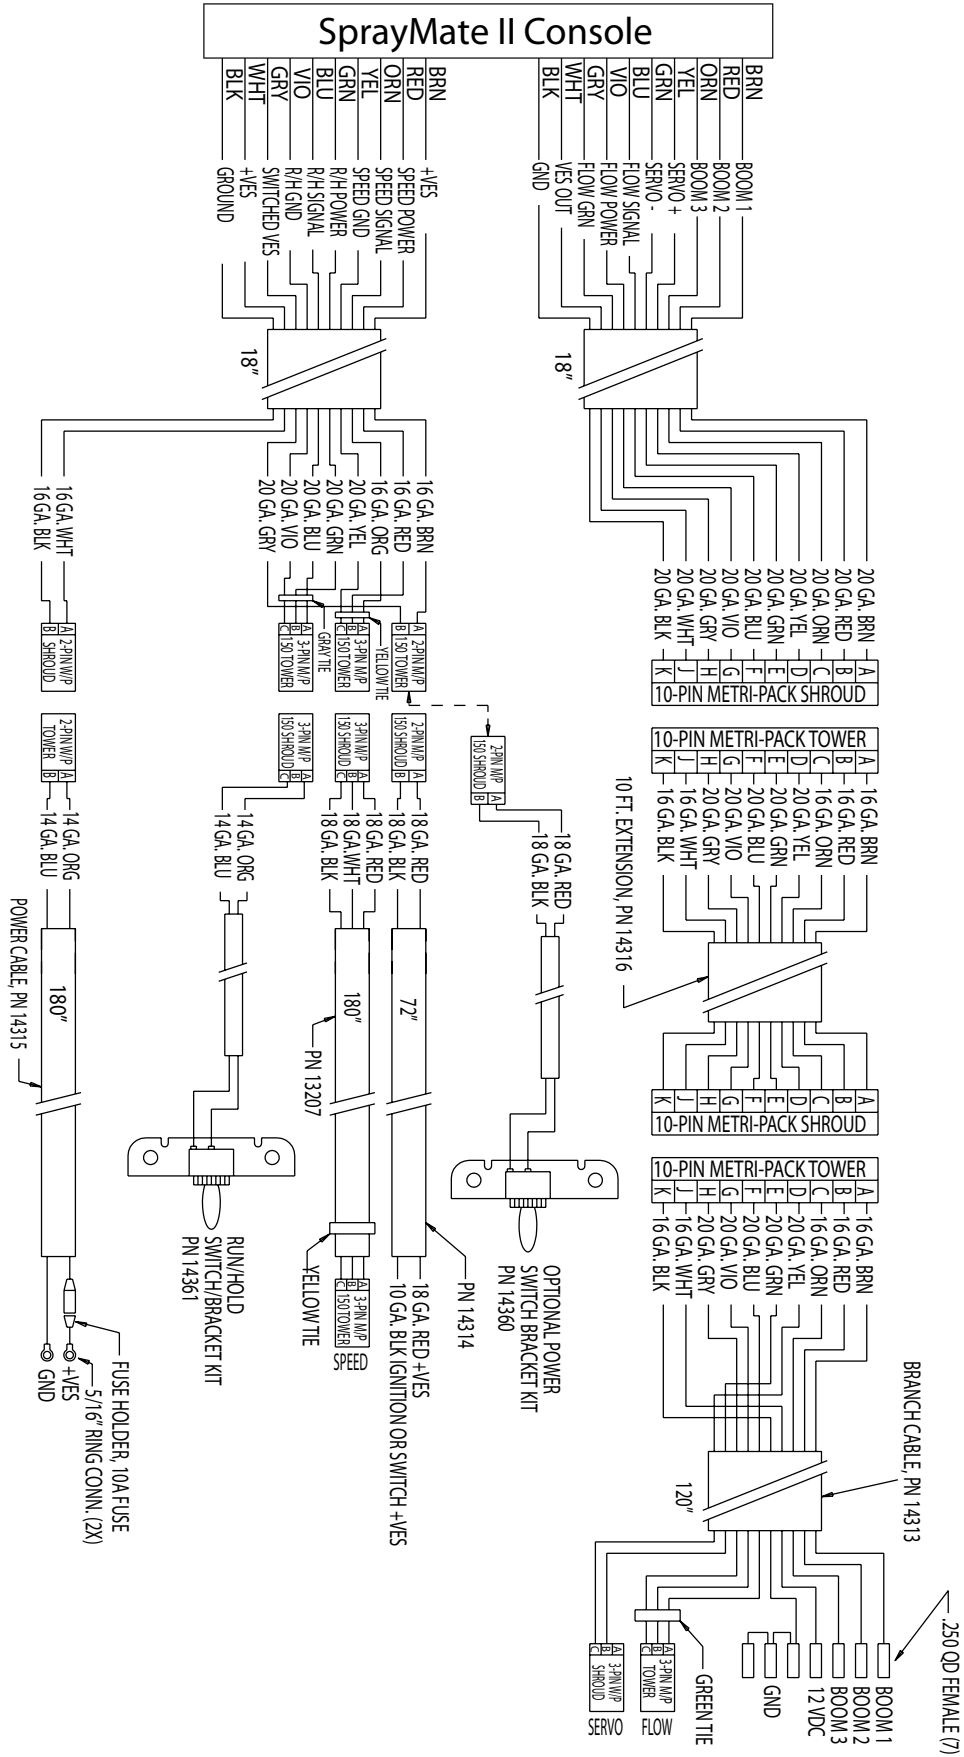 SprayMate II Console
BRN
RED
ORN
YEL
GRN
BLU
VIO
GRY
WHT
BLK
BRN
RED
ORN
YEL
GRN
BLU
VIO
GRY
WHT
BLK
BOOM 1
BOOM 2
BOOM 3
SERVO +
SERVO -
FLOW SIGNAL
FLOW POWER
FLOW GRN
VES OUT
GND
+VES
SPEED POWER
SPEED SIGNAL
SPEED GND
R/H POWER
R/H SIGNAL
R/H GND
SWITCHED VES
+VES
GROUND
18"
18"
20 GA. BRN
20 GA. RED
20 GA. ORN
20 GA. YEL
20 GA. GRN
20 GA. BLU
20 GA. VIO
20 GA. GRY
20 GA. WHT
20 GA. BLK
A
B
C
D
E
F
G
H
J
K
10-PIN METRI-PACK SHROUD
10-PIN METRI-PACK TOWER
A
B
C
D
E
F
G
H
J
K
16 GA. BRN
16 GA. RED
16 GA. ORN
20 GA. YEL
20 GA. GRN
20 GA. BLU
20 GA. VIO
20 GA. GRY
16 GA. WHT
16 GA. BLK
10 FT. EXTENSION, PN 14316
A
B
C
D
E
F
G
H
J
K
10-PIN METRI-PACK SHROUD
10-PIN METRI-PACK TOWER
A
B
C
D
E
F
G
H
J
K
16 GA. BRN
16 GA. RED
16 GA. ORN
20 GA. YEL
20 GA. GRN
20 GA. BLU
20 GA. VIO
20 GA. GRY
16 GA. WHT
16 GA. BLK
BRANCH CABLE, PN 14313
120"
.250 QD FEMALE (7)
BOOM 1
BOOM 2
BOOM 3
12 VDC
GND
GREEN TIE
A
B
C
3-PIN M/P
TOWER
FLOW
A
B
C
3-PIN W/P
SHROUD
SERVO
16 GA. BRN
16 GA. RED
16 GA. ORG
20 GA. YEL
20 GA. GRN
20 GA. BLU
20 GA. VIO
20 GA. GRY
16 GA. WHT
16 GA. BLK
YELLOW TIE
GRAY TIE
A
B
2-PIN M/P
150 TOWER
A
B
C
3-PIN M/P
150 TOWER
A
B
C
3-PIN M/P
150 TOWER
A
B
2-PIN W/P
SHROUD
2-PIN M/P
150 SHROUD
A
B
18 GA. RED
18 GA. BLK
OPTIONAL POWER
SWITCH BRACKET KIT
PN 14360
2-PIN M/P
150 SHROUD
A
B
18 GA. RED
18 GA. BLK
72"
PN 14314
18 GA. RED +VES
10 GA. BLK IGNITION OR SWITCH +VES
3-PIN M/P
150 SHROUD
A
B
C
18 GA. RED
18 GA. WHT
18 GA. BLK
180"
PN 13207
YELLOW TIE
A
B
C
3-PIN M/P
150 TOWER
SPEED
3-PIN M/P
150 SHROUD
A
B
C
14 GA. ORG
14 GA. BLU
RUN/HOLD
SWITCH/BRACKET KIT
PN 14361
2-PIN W/P
TOWER
A
B
14 GA. ORG
14 GA. BLU
180"
POWER CABLE, PN 14315
FUSE HOLDER, 10A FUSE
5/16" RING CONN. (2X)
+VES
GND